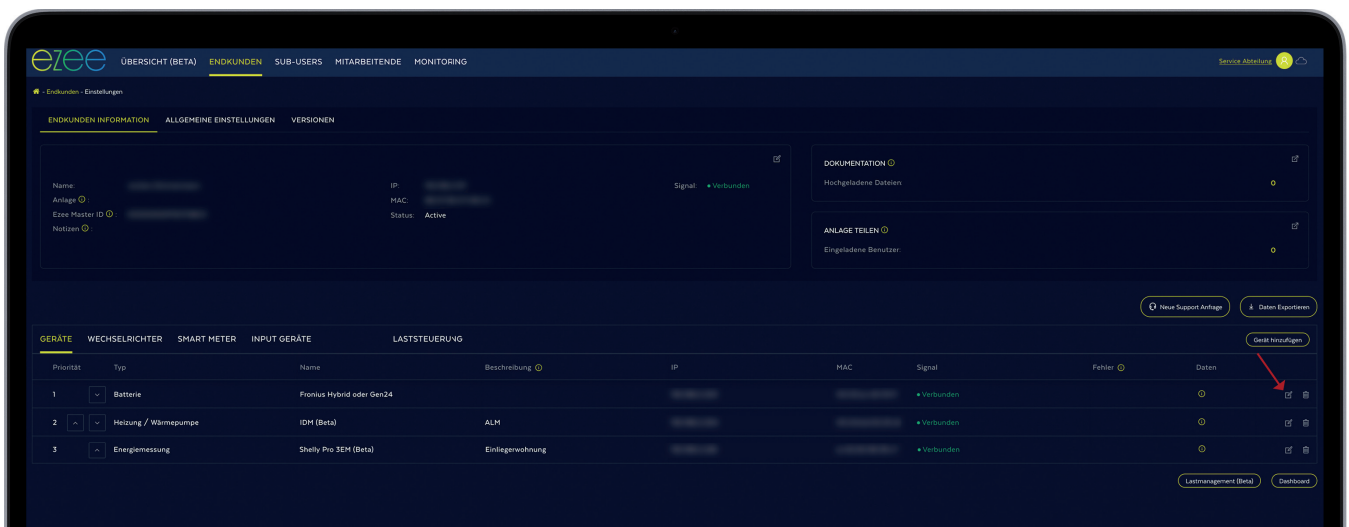 ezee ÜBERSICHT (BETA) ENDKUNDEN SUB-USERS MITARBEITENDE MONITORING Service Abteilung
- Endkunden - Einstellungen
ENDKUNDEN INFORMATION ALLGEMEINE EINSTELLUNGEN VERSIONEN
DOKUMENTATION
Hochgeladene Dateien: 0
Name: IP: Signal: • Verbunden
Anlage :
MAC:
Ezee Master ID :
Status: Active
Notizen :
ANLAGE TEILEN
Eingeladene Benutzer: 0
Neue Support Anfrage Daten Exportieren
GERÄTE WECHSELRICHTER SMART METER INPUT GERÄTE LASTSTEUERUNG Gerät hinzufügen
Priorität Typ Name Beschreibung IP MAC Signal Fehler Daten
1 Batterie Fronius Hybrid oder Gen24 • Verbunden
2 Heizung / Wärmepumpe IDM (Beta) ALM • Verbunden
3 Energiemessung Shelly Pro 3EM (Beta) Einliegerwohnung • Verbunden
Lastmanagement (Beta) Dashboard